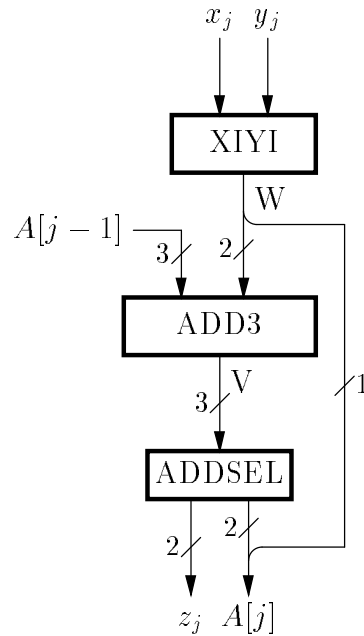 x_j y_j
XIYI
W
A[j − 1]
3 2
ADD3
1
V
3
ADDSEL
2 2
z_j A[j]